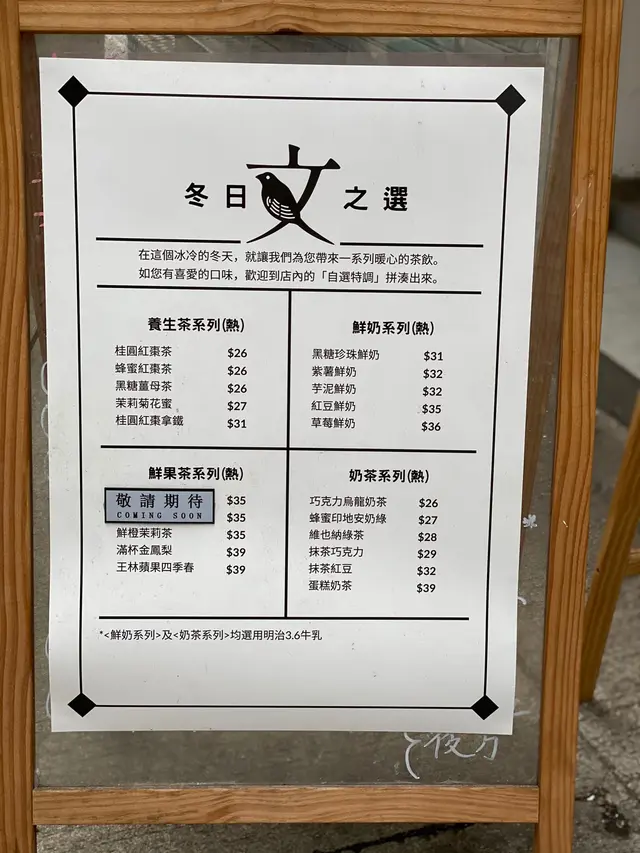 冬日文之選
在這個冰冷的冬天，就讓我們為您帶來一系列暖心的茶飲。
如您有喜愛的口味，歡迎到店內的「自選特調」拼湊出來。
養生茶系列(熱)
桂圓紅棗茶 $26
蜂蜜紅棗茶 $26
黑糖薑母茶 $26
茉莉菊花蜜 $27
桂圓紅棗拿鐵 $31
鮮奶系列(熱)
黑糖珍珠鮮奶 $31
紫薯鮮奶 $32
芋泥鮮奶 $32
紅豆鮮奶 $35
草莓鮮奶 $36
鮮果茶系列(熱)
敬請期待 $35
COMING SOON $35
鮮橙茉莉茶 $35
滿杯金鳳梨 $39
王林蘋果四季春 $39
奶茶系列(熱)
巧克力烏龍奶茶 $26
蜂蜜印地安奶綠 $27
維也納綠茶 $28
抹茶巧克力 $29
抹茶紅豆 $32
蛋糕奶茶 $39
*<鮮奶系列>及<奶茶系列>均選用明治3.6牛乳